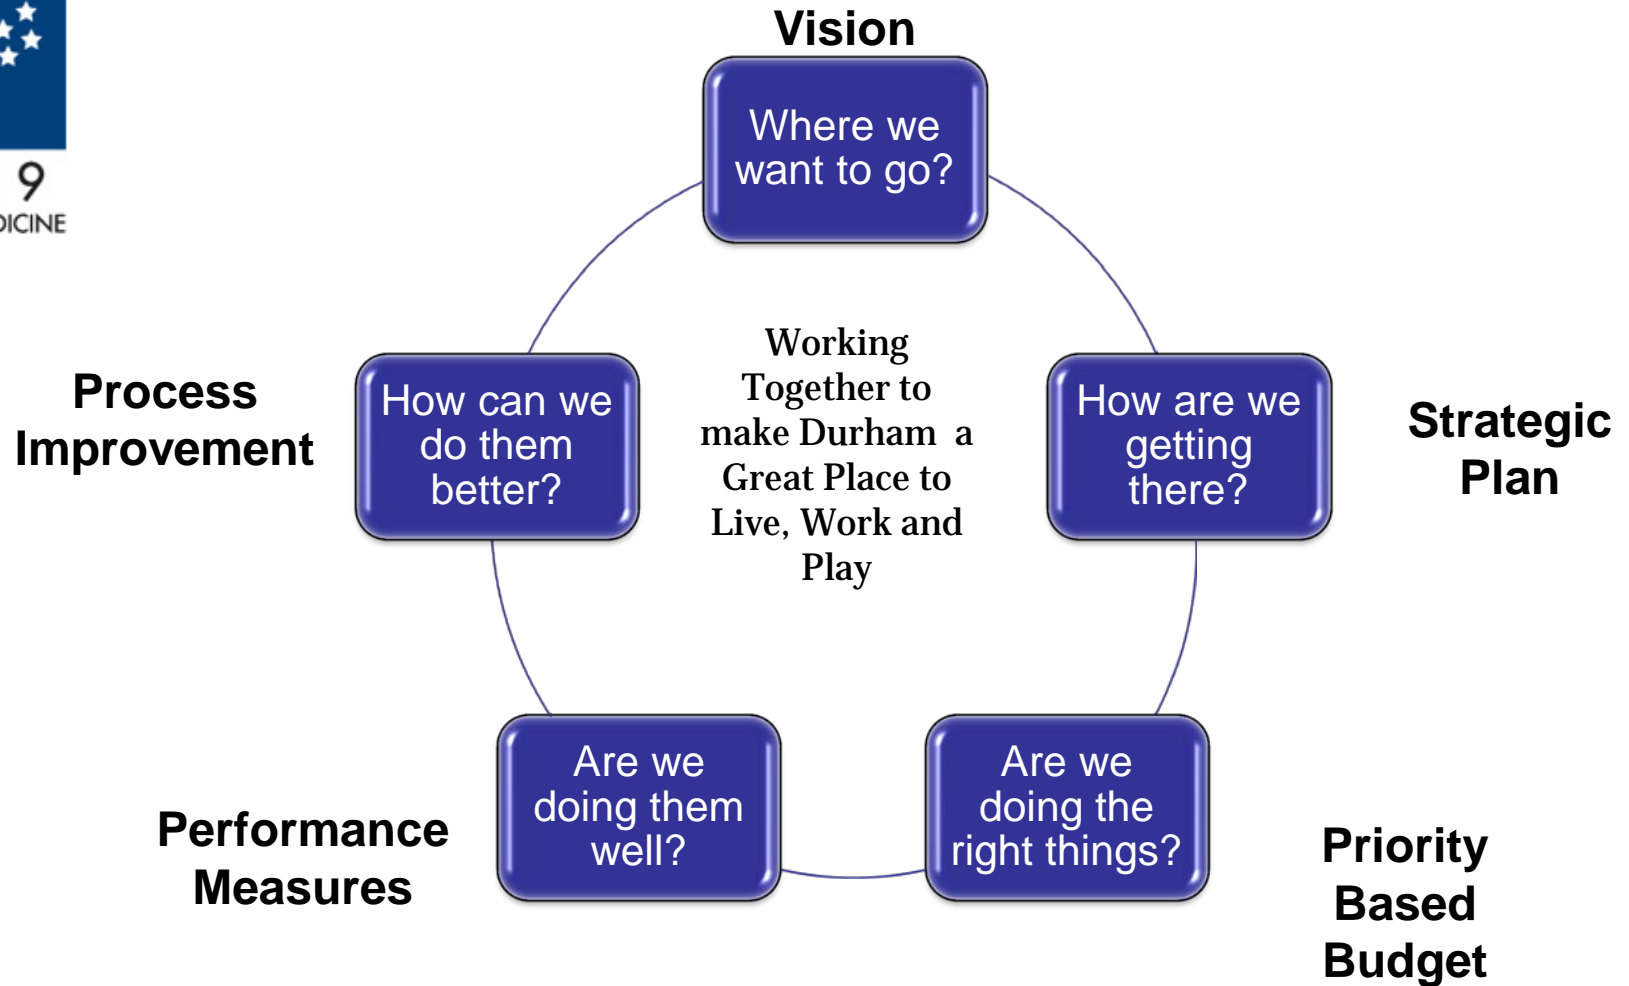 Vision
Where we
want to go?
9
DICINE
Working
Together to
make Durham a
Great Place to
Live, Work and
Play
Process
Improvement
How can we
do them
better?
How are we
getting
there?
Strategic
Plan
Are we
doing them
well?
Are we
doing the
right things?
Performance
Measures
Priority
Based
Budget